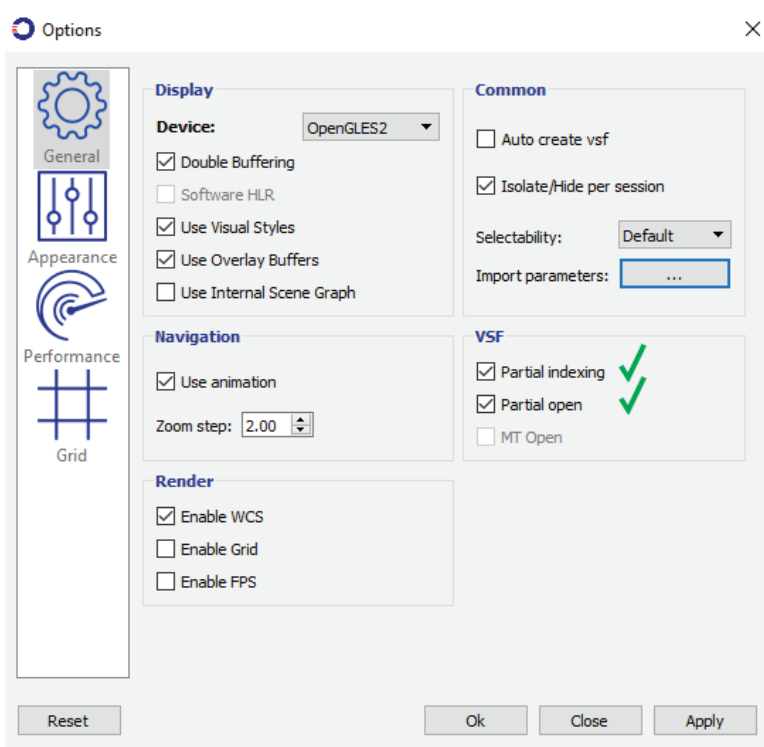 Options
General
Appearance
Performance
Grid
Display
Device: OpenGLES2
Double Buffering
Software HLR
Use Visual Styles
Use Overlay Buffers
Use Internal Scene Graph
Navigation
Use animation
Zoom step: 2.00
Render
Enable WCS
Enable Grid
Enable FPS
Common
Auto create vsf
Isolate/Hide per session
Selectability: Default
Import parameters: ...
VSF
Partial indexing
Partial open
MT Open
Reset
Ok
Close
Apply